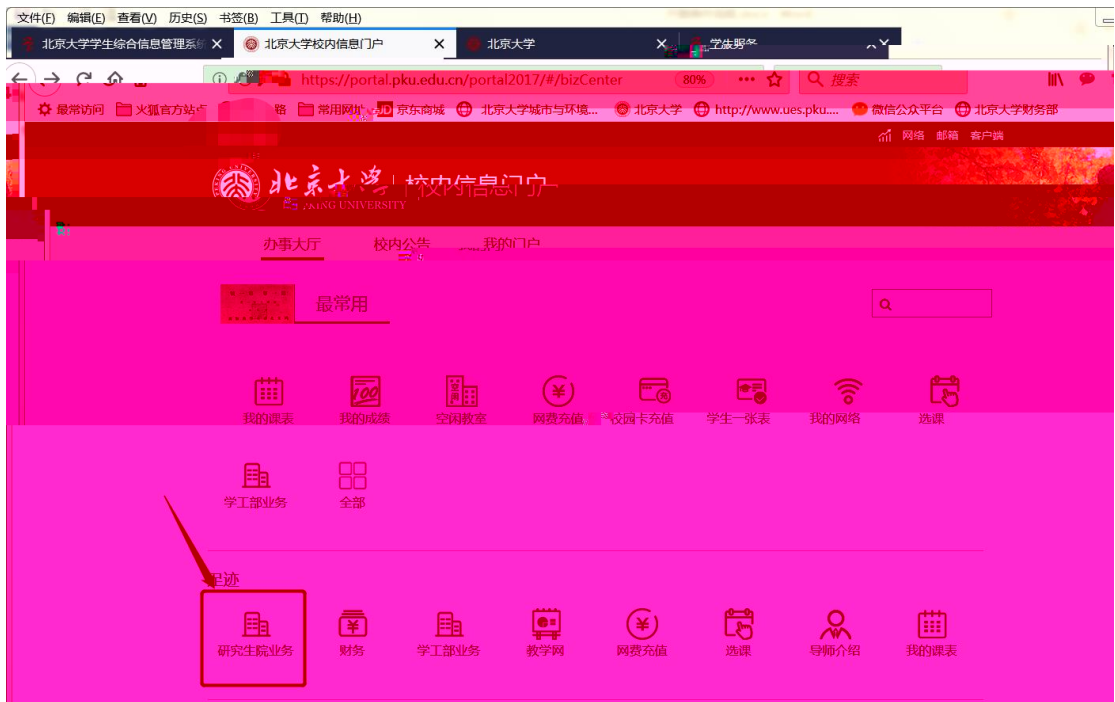 文件(F) 编辑(E) 查看(V) 历史(S) 书签(B) 工具(T) 帮助(H)
北京大学学生综合信息管理系统 北京大学校内信息门户 北京大学
https://portal.pku.edu.cn/portal2017/#/bizCenter 80% 搜索
最常访问 火狐官方站点 常用网址 京东商城 北京大学城市与环境... 北京大学 http://www.ues.pku.... 微信公众平台 北京大学财务部
网络 邮箱 客户端
北京大学 校内信息门户
PEKING UNIVERSITY
办事大厅 校内公告 我的门户
最常用
我的课表 我的成绩 空闲教室 网费充值 校园卡充值 学生一张表 我的网络 选课
学工部业务 全部
足迹
研究生院业务 财务 学工部业务 教学网 网费充值 选课 导师介绍 我的课表